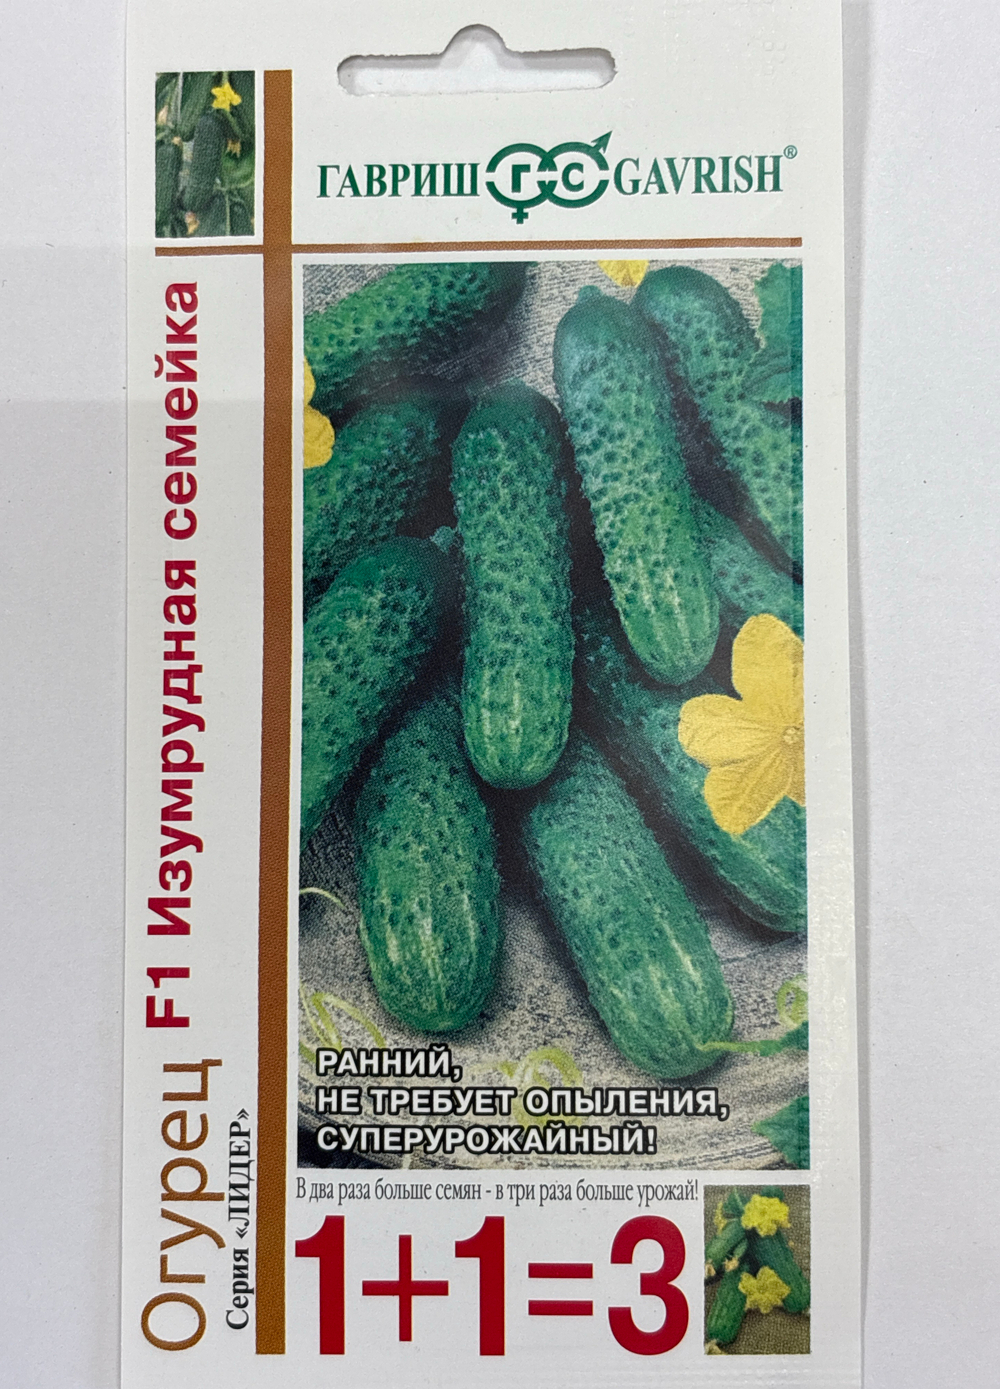 ГАВРИШ ГС GAVRISH®
Огурец F1 Изумрудная семейка
Серия «ЛИДЕР»
РАННИЙ,
НЕ ТРЕБУЕТ ОПЫЛЕНИЯ,
СУПЕРУРОЖАЙНЫЙ!
В два раза больше семян - в три раза больше урожай!
1+1=3